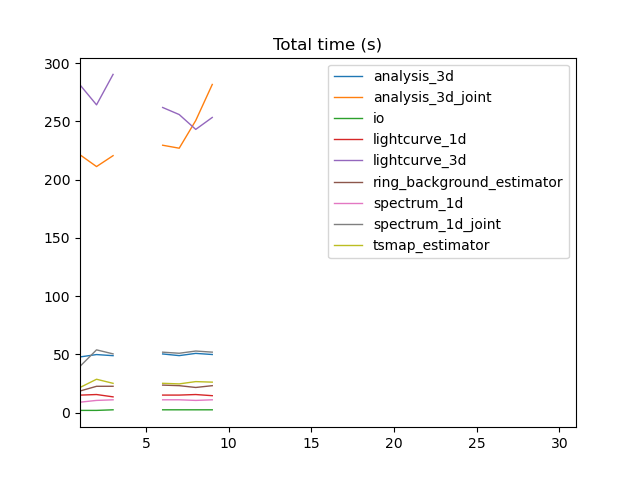 Total time (s)
300
250
200
150
100
50
0
5 10 15 20 25 30
analysis_3d
analysis_3d_joint
io
lightcurve_1d
lightcurve_3d
ring_background_estimator
spectrum_1d
spectrum_1d_joint
tsmap_estimator